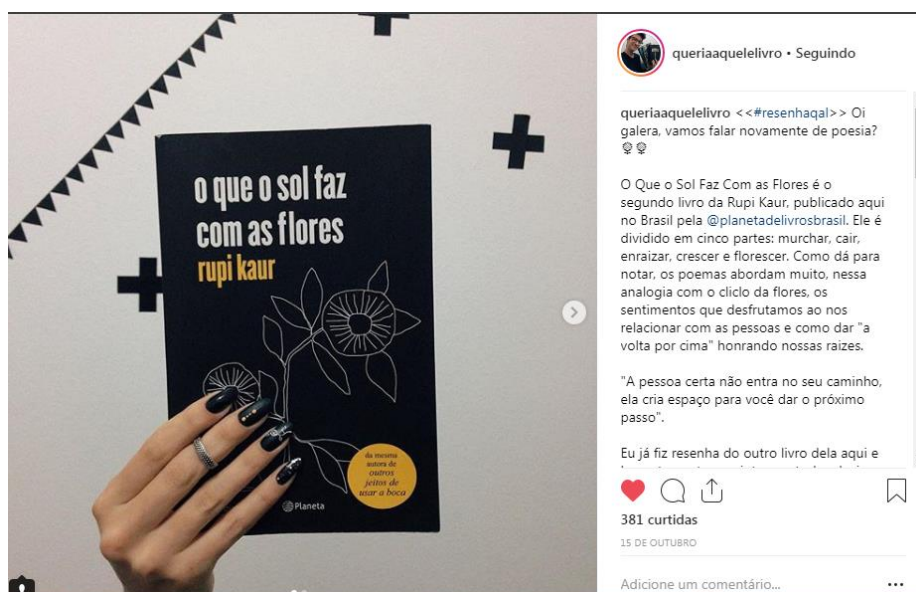 o que o sol faz
com as flores
rupi kaur
da mesma
autora de
outros
jeitos de
usar a boca
Planeta
queriaaquelelivro • Seguindo
queriaaquelelivro <<#resenhaqal>> Oi
galera, vamos falar novamente de poesia?
O Que o Sol Faz Com as Flores é o
segundo livro da Rupi Kaur, publicado aqui
no Brasil pela @planetadelivrosbrasil. Ele é
dividido em cinco partes: murchar, cair,
enraizar, crescer e florescer. Como dá para
notar, os poemas abordam muito, nessa
analogia com o cliclo da flores, os
sentimentos que desfrutamos ao nos
relacionar com as pessoas e como dar "a
volta por cima" honrando nossas raizes.
"A pessoa certa não entra no seu caminho,
ela cria espaço para você dar o próximo
passo".
Eu já fiz resenha do outro livro dela aqui e
381 curtidas
15 DE OUTUBRO
Adicione um comentário...